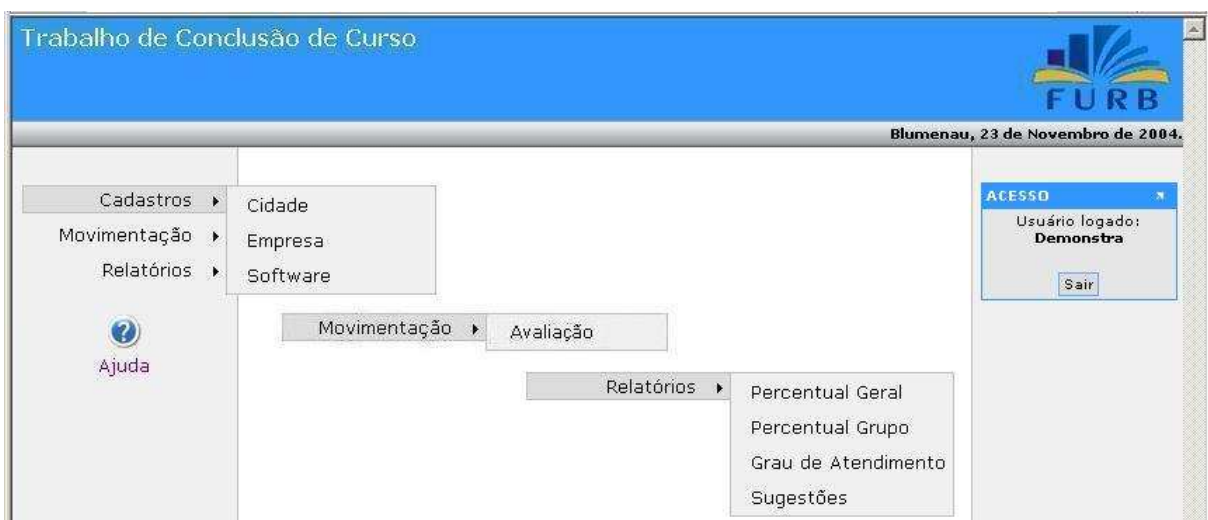 Trabalho de Conclusão de Curso
FURB
Blumenau, 23 de Novembro de 2004.
Cadastros
Movimentação
Relatórios
Ajuda
Cidade
Empresa
Software
Movimentação
Avaliação
Relatórios
Percentual Geral
Percentual Grupo
Grau de Atendimento
Sugestões
ACESSO
Usuário logado:
Demonstra
Sair